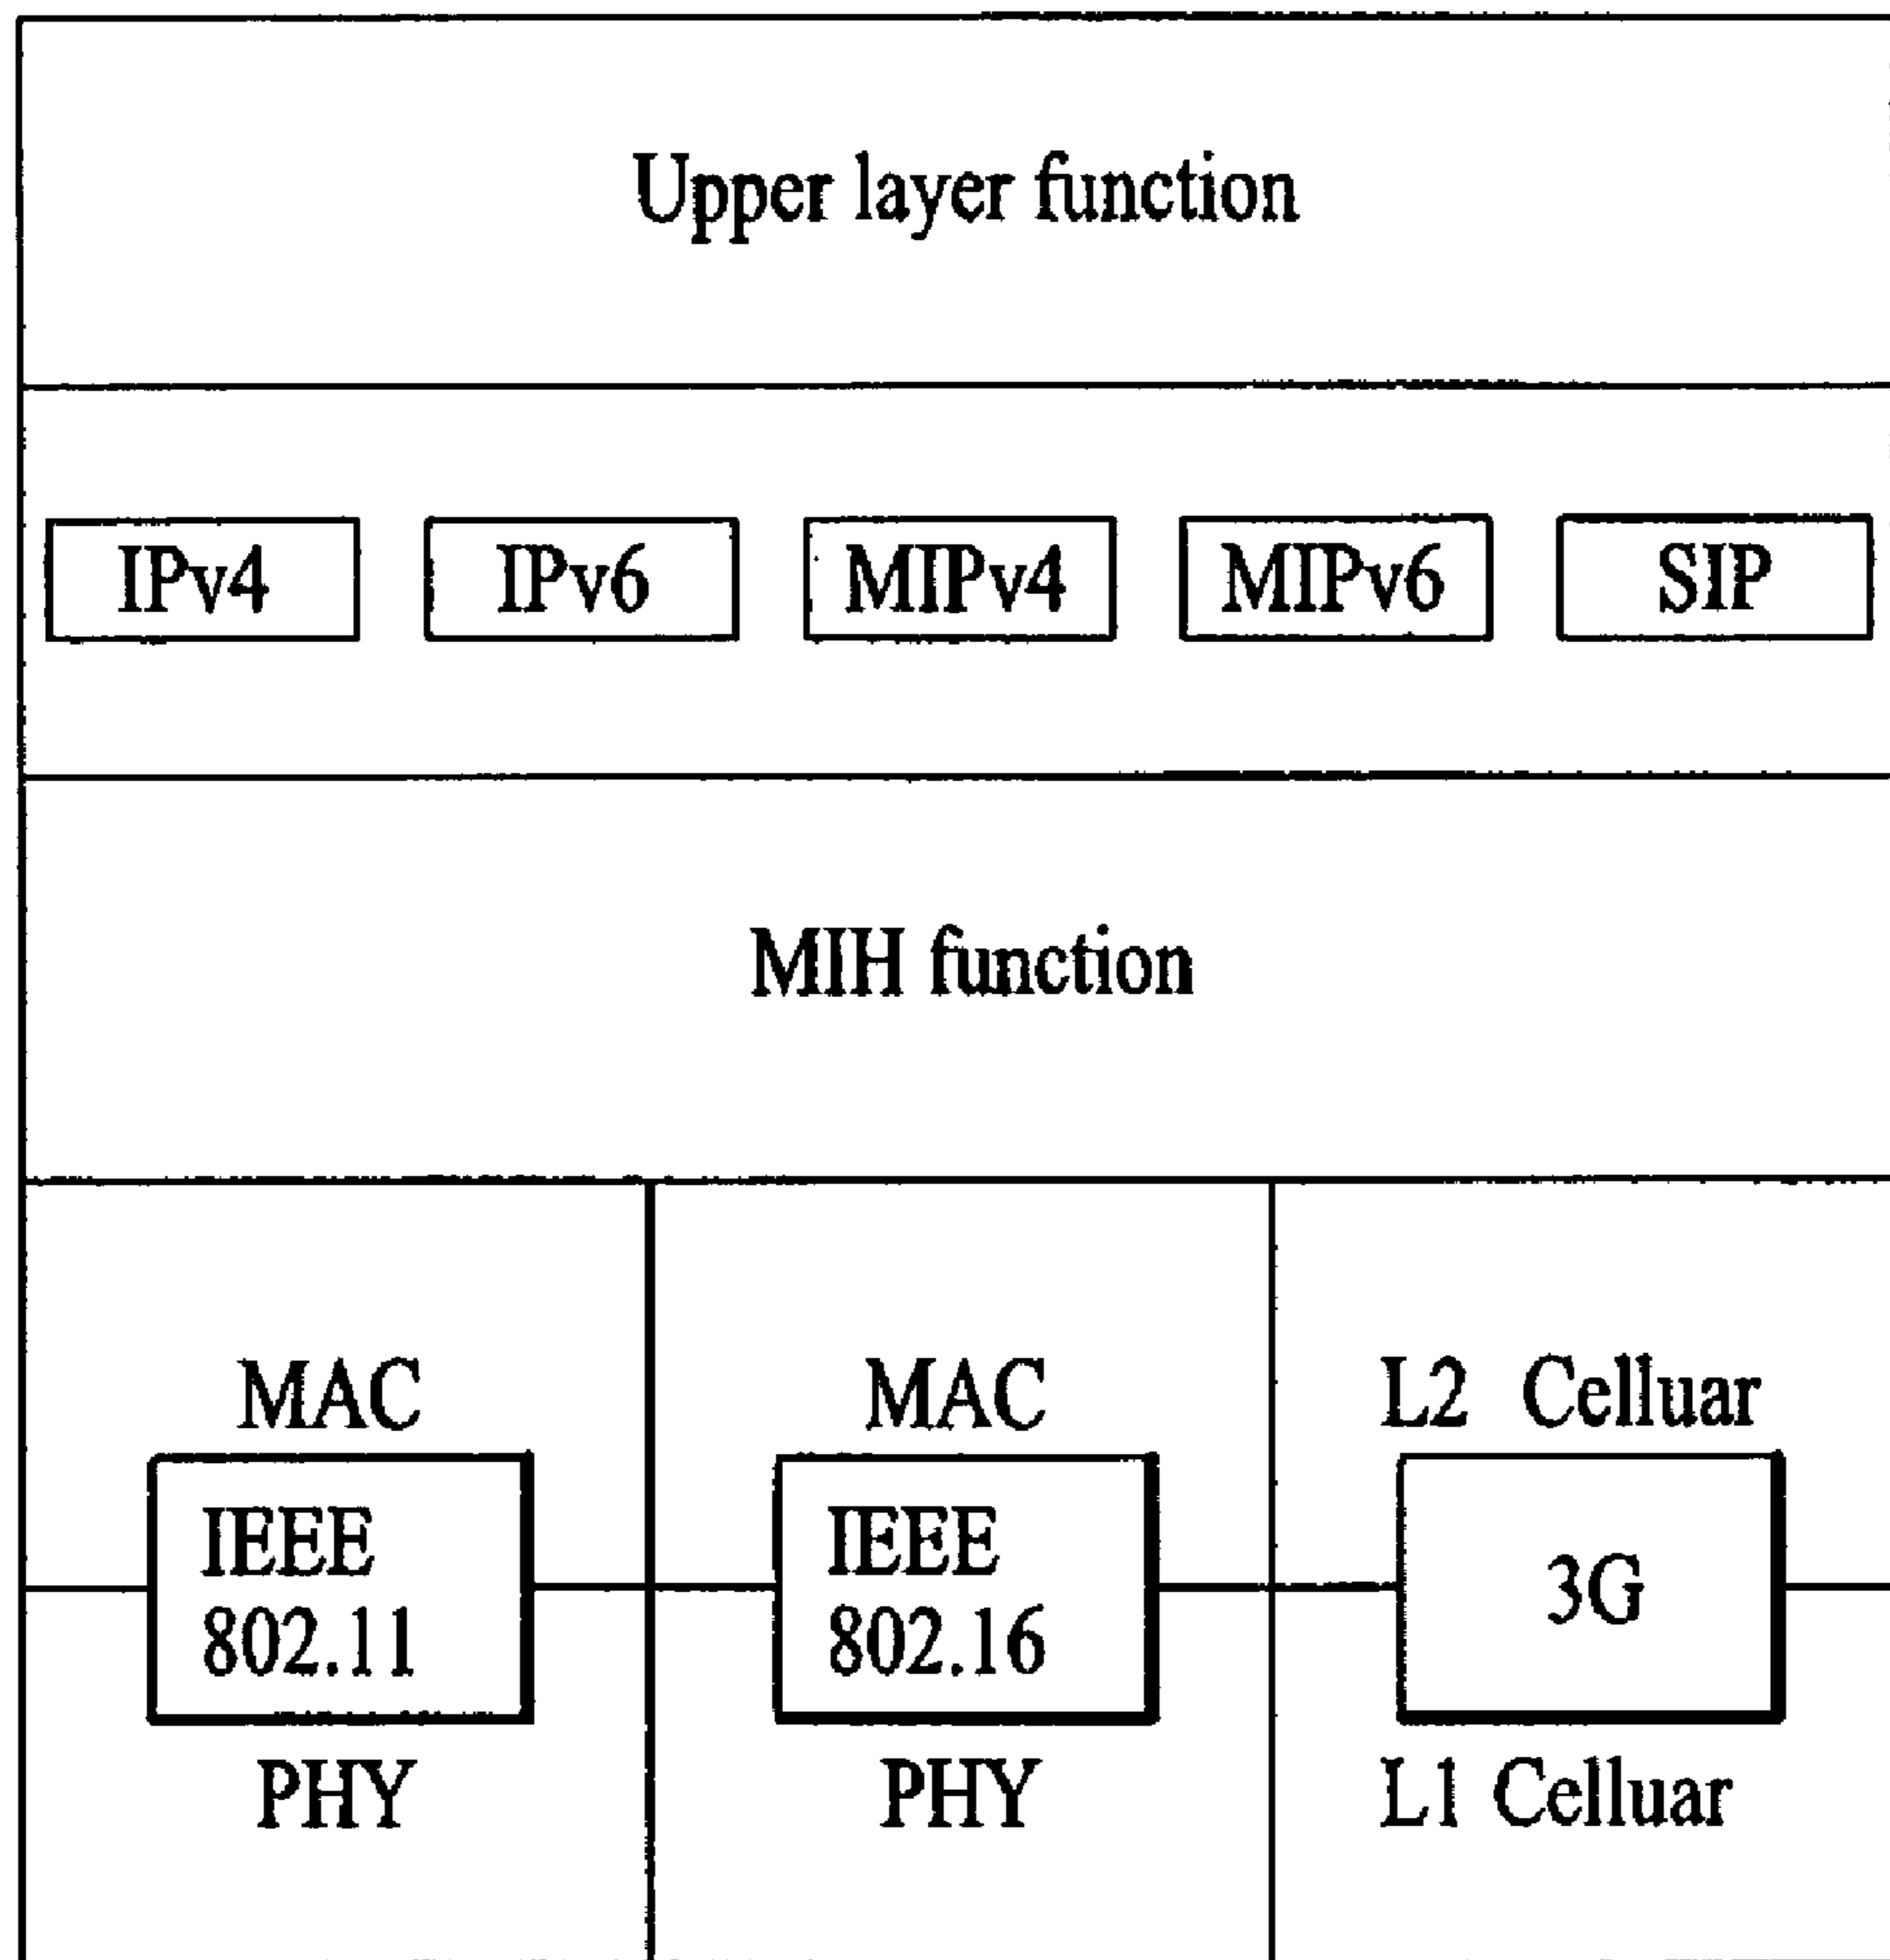 Upper layer function
IPv4 IPv6 MIPv4 MIPv6 SIP
MIH function
MAC MAC L2 Celluar
IEEE IEEE 3G
802.11 802.16
PHY PHY L1 Celluar